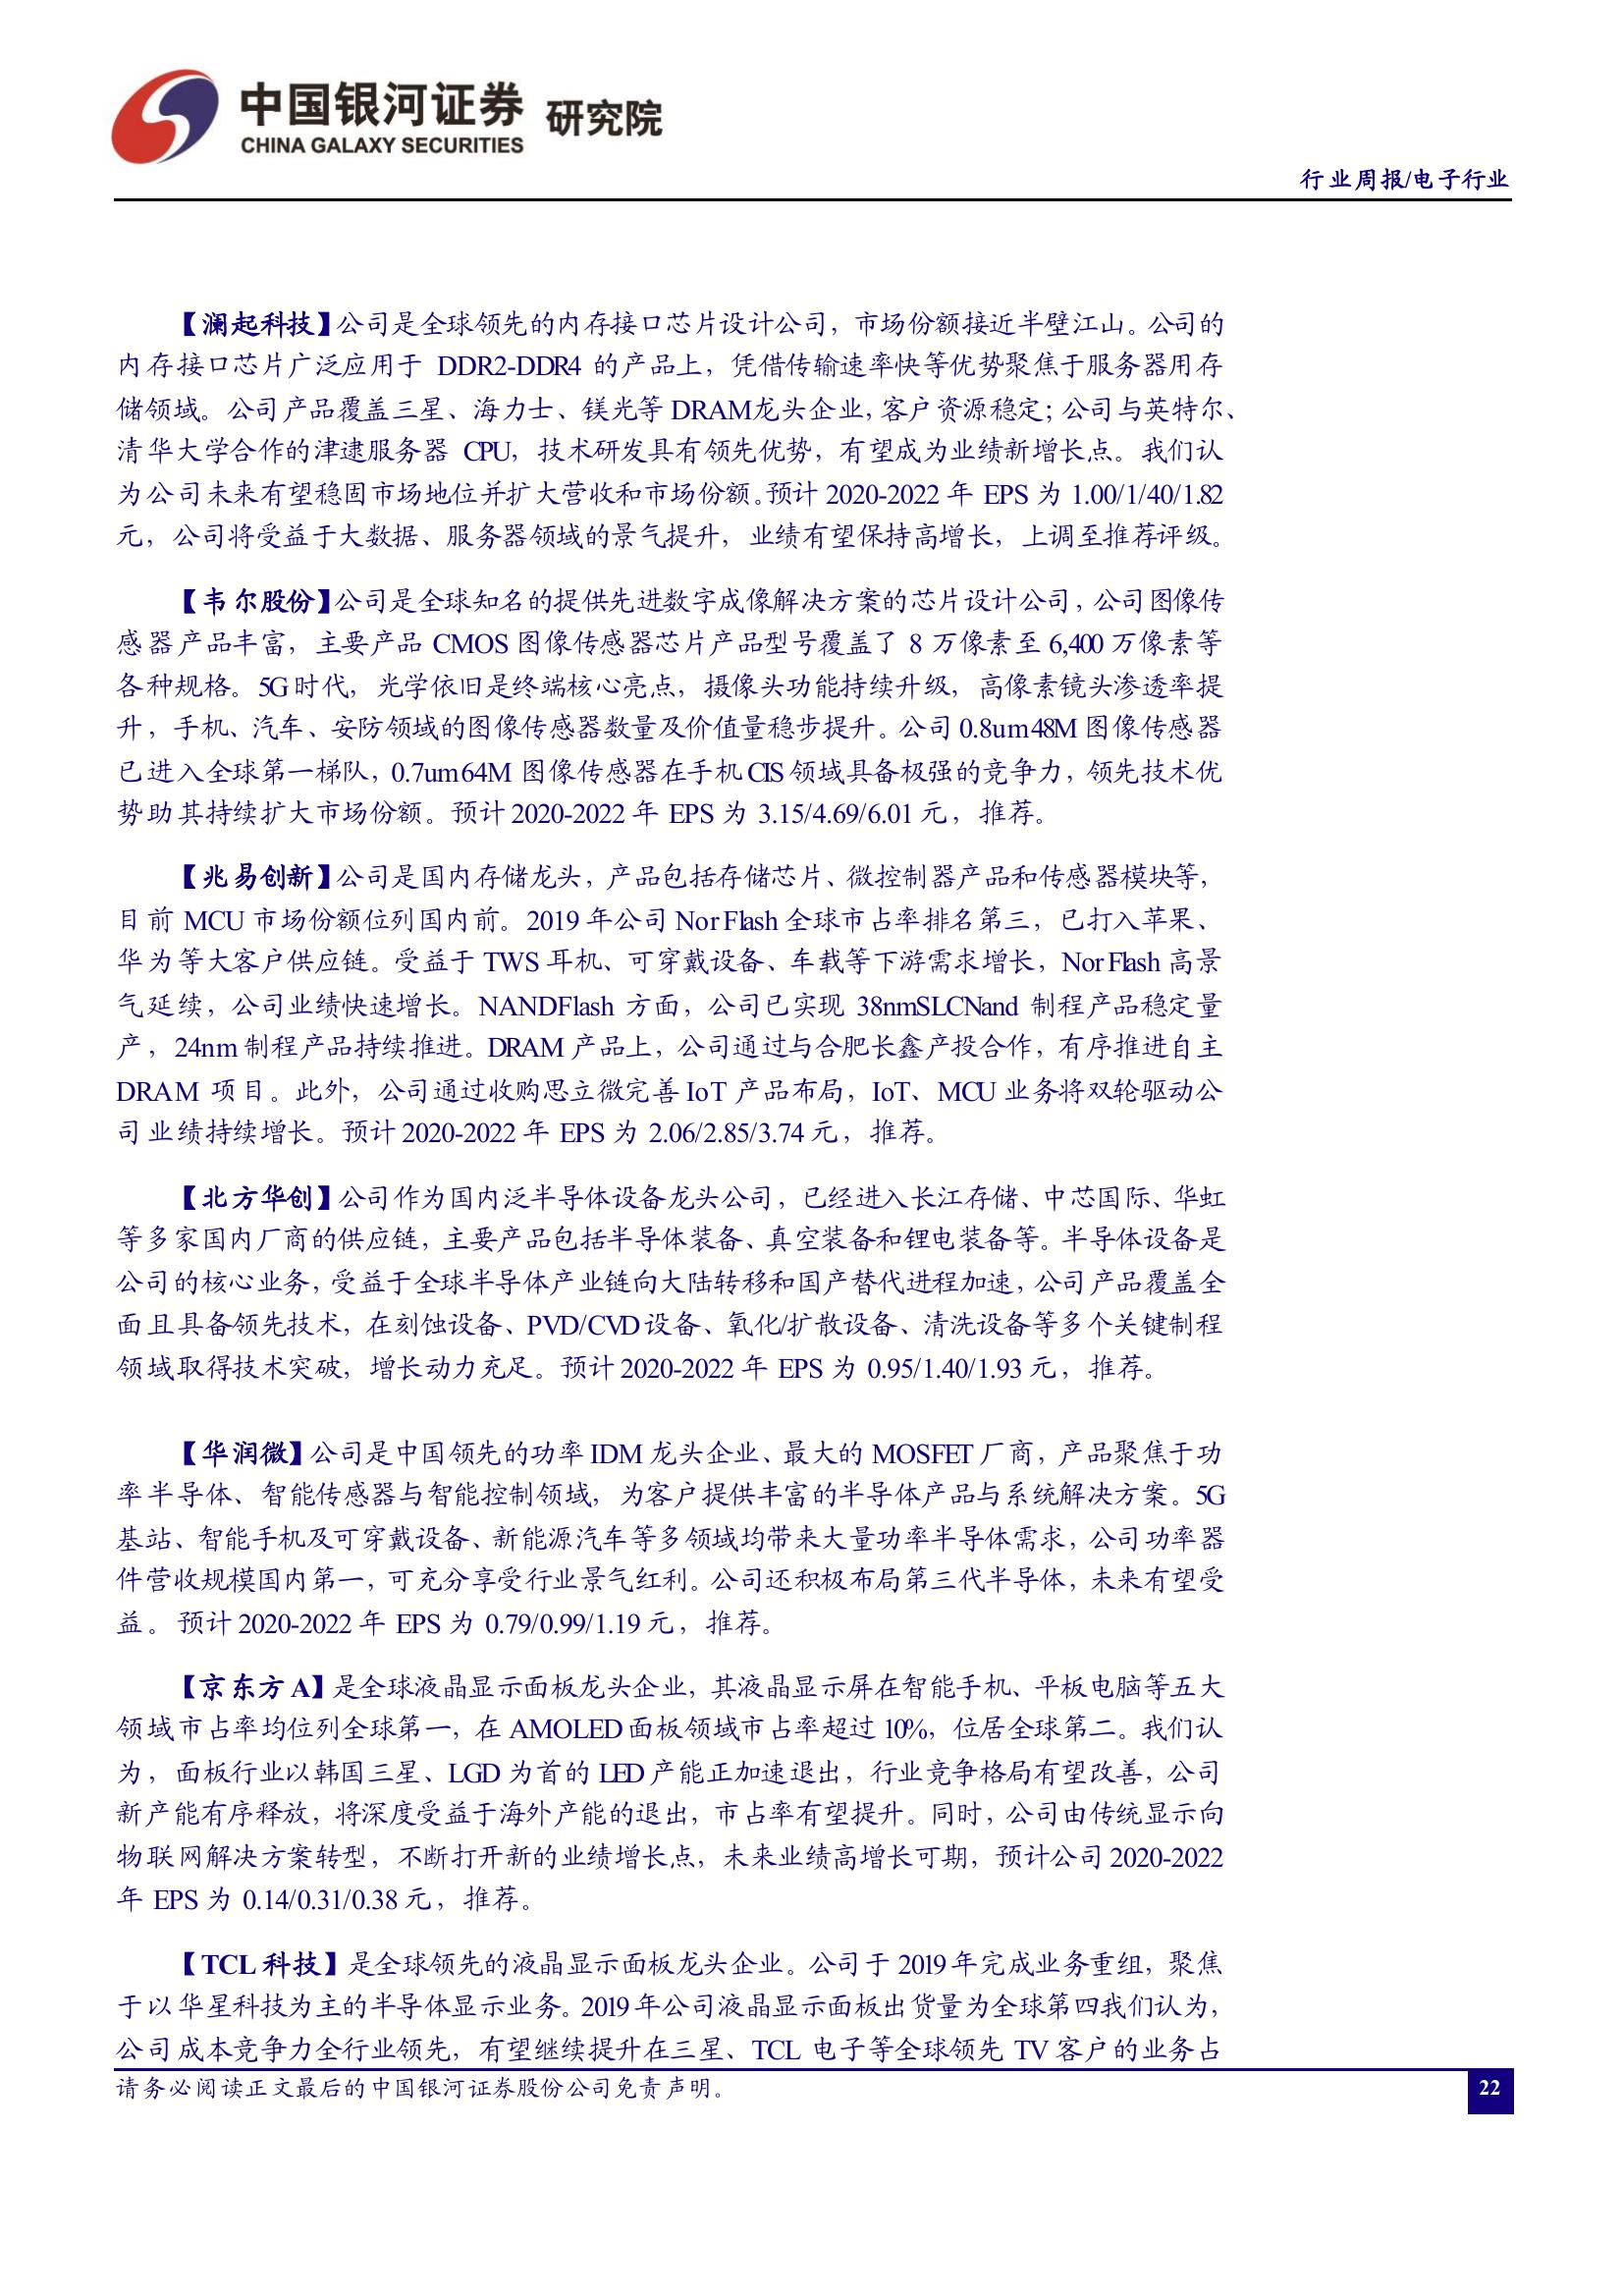 中国银河证券 研究院
CHINA GALAXY SECURITIES
行业周报/电子行业
【澜起科技】公司是全球领先的内存接口芯片设计公司，市场份额接近半壁江山。公司的
内存接口芯片广泛应用于 DDR2-DDR4 的产品上，凭借传输速率快等优势聚焦于服务器用存
储领域。公司产品覆盖三星、海力士、镁光等 DRAM龙头企业，客户资源稳定；公司与英特尔、
清华大学合作的津逮服务器 CPU，技术研发具有领先优势，有望成为业绩新增长点。我们认
为公司未来有望稳固市场地位并扩大营收和市场份额。预计 2020-2022 年 EPS 为 1.00/1/40/1.82
元，公司将受益于大数据、服务器领域的景气提升，业绩有望保持高增长，上调至推荐评级。
【韦尔股份】公司是全球知名的提供先进数字成像解决方案的芯片设计公司，公司图像传
感器产品丰富，主要产品 CMOS 图像传感器芯片产品型号覆盖了 8 万像素至 6,400 万像素等
各种规格。5G 时代，光学依旧是终端核心亮点，摄像头功能持续升级，高像素镜头渗透率提
升，手机、汽车、安防领域的图像传感器数量及价值量稳步提升。公司 0.8um48M 图像传感器
已进入全球第一梯队，0.7um64M 图像传感器在手机 CIS 领域具备极强的竞争力，领先技术优
势助其持续扩大市场份额。预计 2020-2022 年 EPS 为 3.15/4.69/6.01 元，推荐。
【兆易创新】公司是国内存储龙头，产品包括存储芯片、微控制器产品和传感器模块等，
目前 MCU 市场份额位列国内前。2019 年公司 Nor Flash 全球市占率排名第三，已打入苹果、
华为等大客户供应链。受益于 TWS 耳机、可穿戴设备、车载等下游需求增长，Nor Flash 高景
气延续，公司业绩快速增长。NANDFlash 方面，公司已实现 38nmSLCNand 制程产品稳定量
产，24nm 制程产品持续推进。DRAM 产品上，公司通过与合肥长鑫产投合作，有序推进自主
DRAM 项目。此外，公司通过收购思立微完善 IoT 产品布局，IoT、MCU 业务将双轮驱动公
司业绩持续增长。预计 2020-2022 年 EPS 为 2.06/2.85/3.74 元，推荐。
【北方华创】公司作为国内泛半导体设备龙头公司，已经进入长江存储、中芯国际、华虹
等多家国内厂商的供应链，主要产品包括半导体装备、真空装备和锂电装备等。半导体设备是
公司的核心业务，受益于全球半导体产业链向大陆转移和国产替代进程加速，公司产品覆盖全
面且具备领先技术，在刻蚀设备、PVD/CVD 设备、氧化/扩散设备、清洗设备等多个关键制程
领域取得技术突破，增长动力充足。预计 2020-2022 年 EPS 为 0.95/1.40/1.93 元，推荐。
【华润微】公司是中国领先的功率 IDM 龙头企业、最大的 MOSFET 厂商，产品聚焦于功
率半导体、智能传感器与智能控制领域，为客户提供丰富的半导体产品与系统解决方案。5G
基站、智能手机及可穿戴设备、新能源汽车等多领域均带来大量功率半导体需求，公司功率器
件营收规模国内第一，可充分享受行业景气红利。公司还积极布局第三代半导体，未来有望受
益。预计 2020-2022 年 EPS 为 0.79/0.99/1.19 元，推荐。
【京东方 A】是全球液晶显示面板龙头企业，其液晶显示屏在智能手机、平板电脑等五大
领域市占率均位列全球第一，在 AMOLED 面板领域市占率超过 10%，位居全球第二。我们认
为，面板行业以韩国三星、LGD 为首的 LED 产能正加速退出，行业竞争格局有望改善，公司
新产能有序释放，将深度受益于海外产能的退出，市占率有望提升。同时，公司由传统显示向
物联网解决方案转型，不断打开新的业绩增长点，未来业绩高增长可期，预计公司 2020-2022
年 EPS 为 0.14/0.31/0.38 元，推荐。
【TCL 科技】是全球领先的液晶显示面板龙头企业。公司于 2019 年完成业务重组，聚焦
于以华星科技为主的半导体显示业务。2019 年公司液晶显示面板出货量为全球第四我们认为，
公司成本竞争力全行业领先，有望继续提升在三星、TCL 电子等全球领先 TV 客户的业务占
请务必阅读正文最后的中国银河证券股份公司免责声明。
22